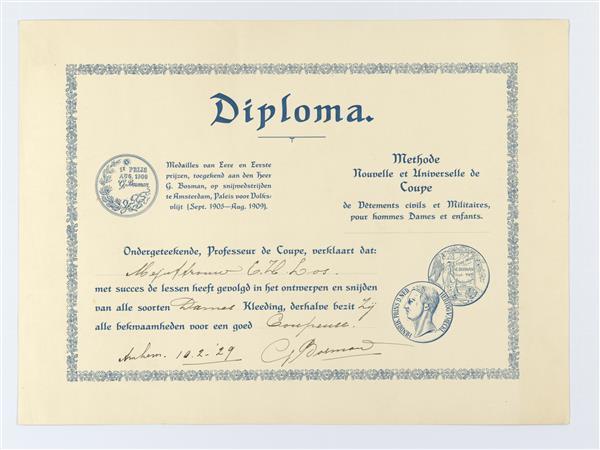 Diploma.
1E PRIJS
AUG. 1909
G. Bosman
Medailles van Eere en Eerste
prijzen, toegekend aan den Heer
G. Bosman, op snijwedstrijden
te Amsterdam, Paleis voor Volks-
vlijt (Sept. 1905—Aug. 1909).
Methode
Nouvelle et Universelle de
Coupe
de Vêtements civils et Militaires,
pour hommes Dames et enfants.
Ondergeteekende, Professeur de Coupe, verklaart dat:
Mejuffrouw C. H. Los.
met succes de lessen heeft gevolgd in het ontwerpen en snijden
van alle soorten Dames Kleeding, derhalve bezit Zij
alle bekwaamheden voor een goed Coupeuse.
Arnhem. 10.2-'29 G Bosman
G. BOSMAN
HENDRIK PRINS D. NED.